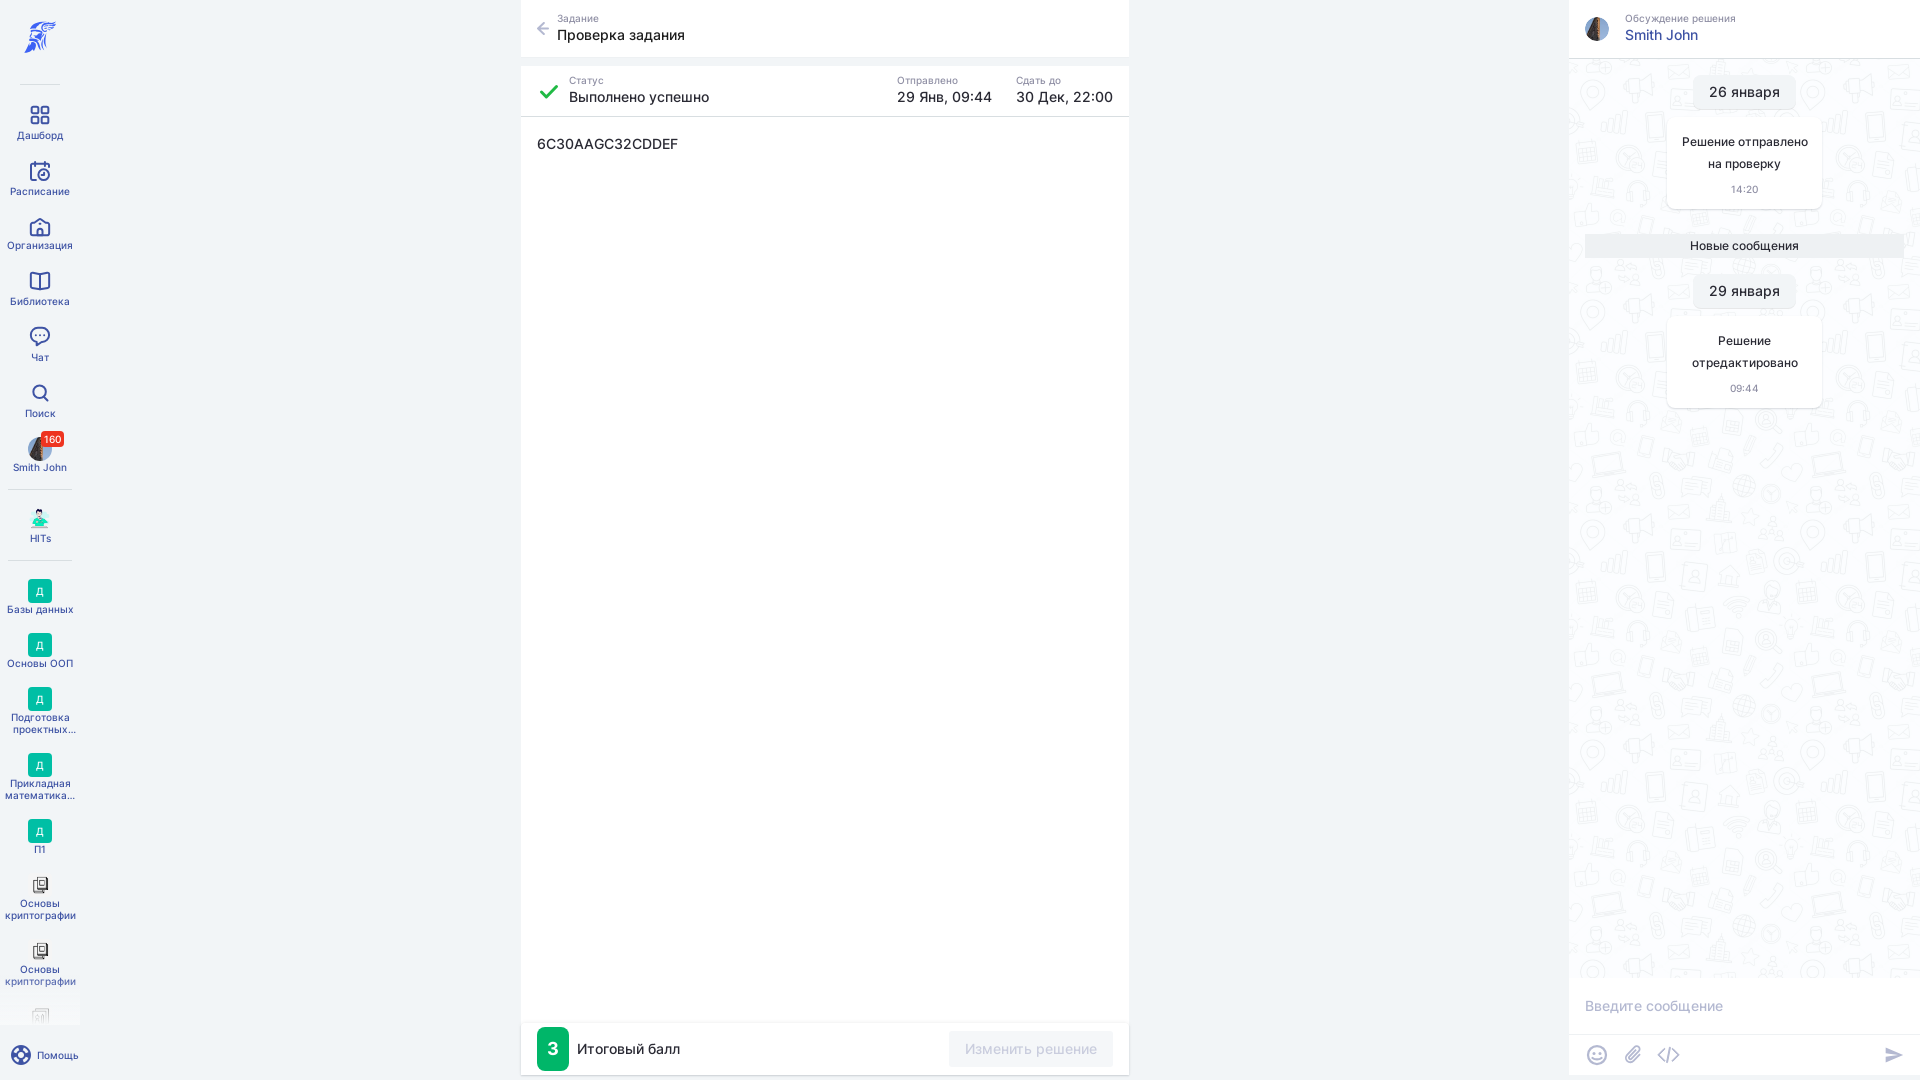 Дашборд
Расписание
Организация
Библиотека
Чат
Поиск
160
Smith John
HITs
Д
Базы данных
Д
Основы ООП
Д
Подготовка
проектных...
Д
Прикладная
математика...
Д
П1
Основы
криптографии
Основы
криптографии
Помощь
Задание
Проверка задания
Статус
Выполнено успешно
Отправлено
29 Янв, 09:44
Сдать до
30 Дек, 22:00
6C30AAGC32CDDEF
3
Итоговый балл
Изменить решение
Обсуждение решения
Smith John
26 января
Решение отправлено
на проверку
14:20
Новые сообщения
29 января
Решение
отредактировано
09:44
Введите сообщение